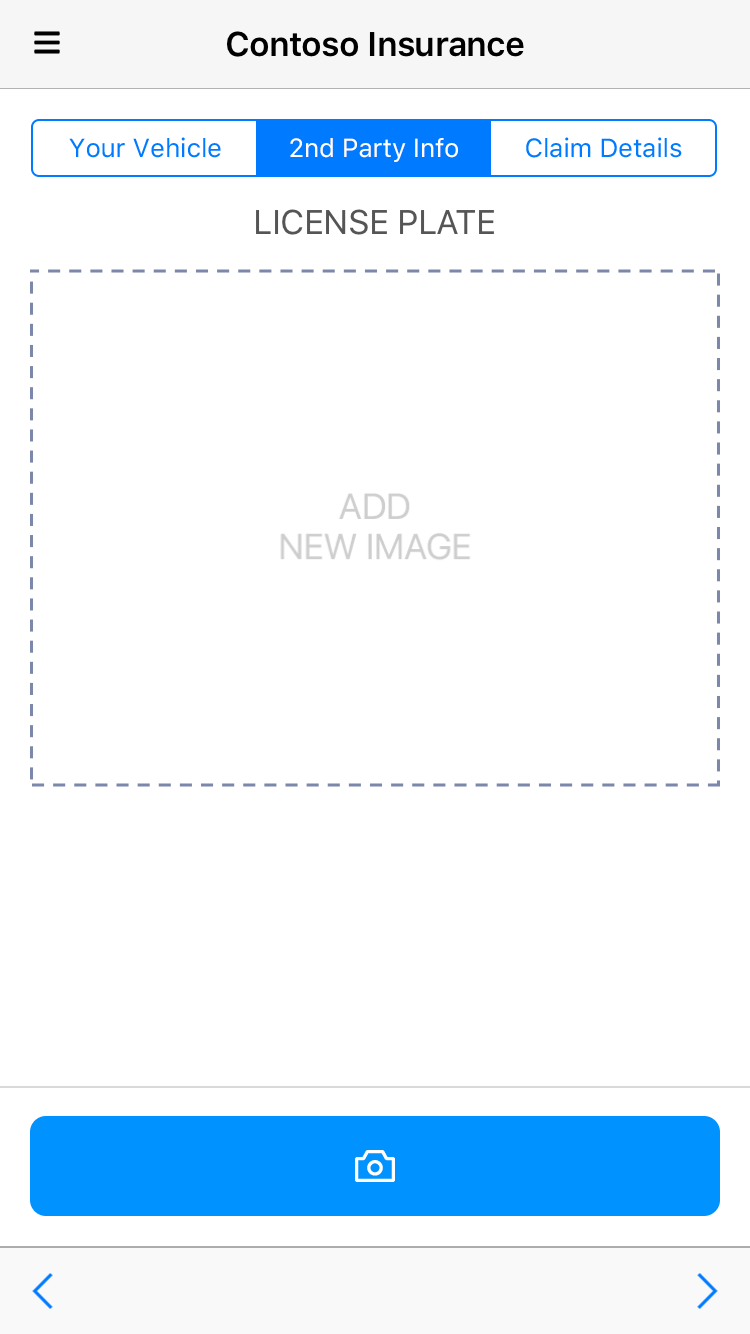 Contoso Insurance
Your Vehicle
2nd Party Info
Claim Details
LICENSE PLATE
ADD
NEW IMAGE